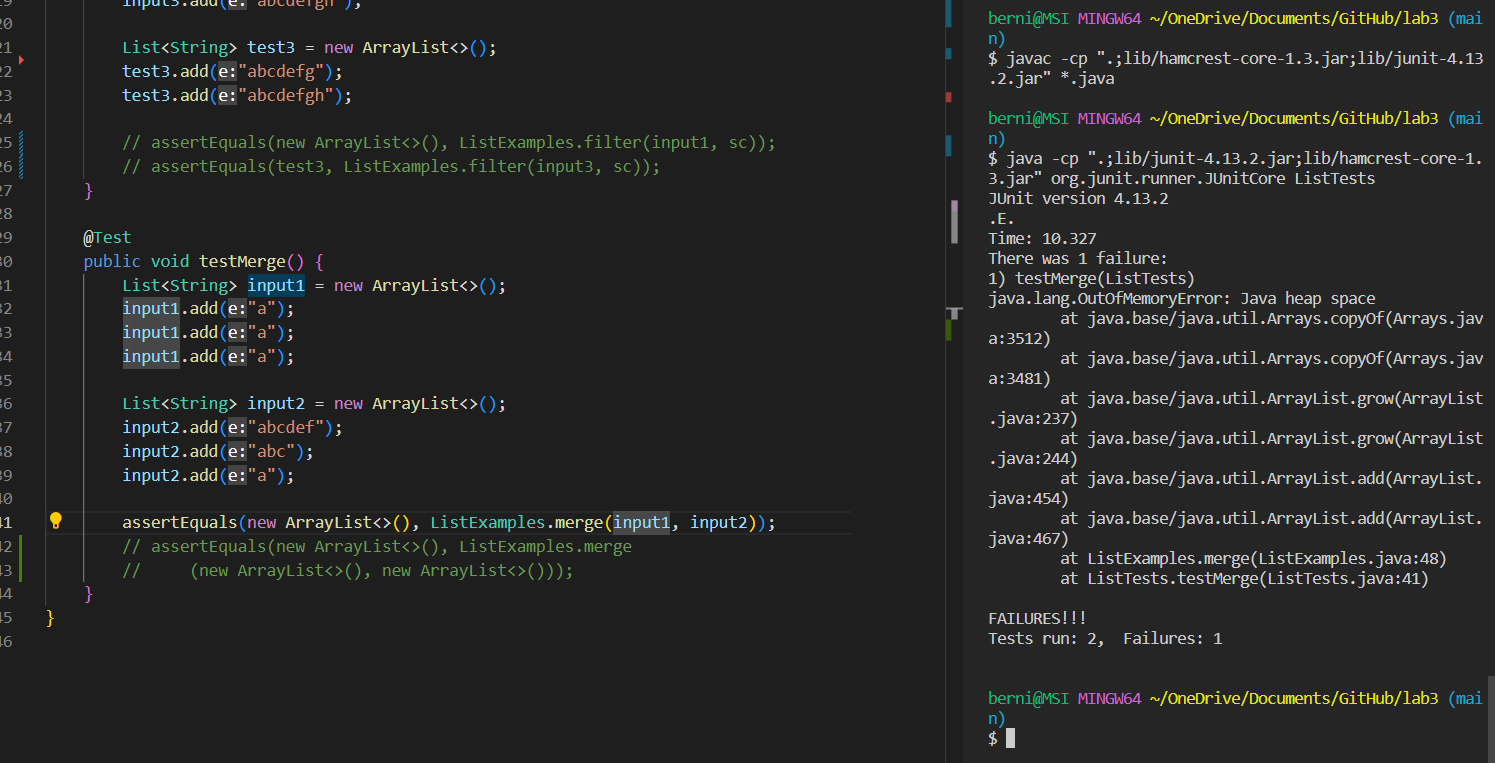 input3.add(e:"abcdefgh");
20
21 List<String> test3 = new ArrayList<>();
22 test3.add(e:"abcdefg");
23 test3.add(e:"abcdefgh");
24
25 // assertEquals(new ArrayList<>(), ListExamples.filter(input1, sc));
26 // assertEquals(test3, ListExamples.filter(input3, sc));
27 }
28
29 @Test
30 public void testMerge() {
31 List<String> input1 = new ArrayList<>();
32 input1.add(e:"a");
33 input1.add(e:"a");
34 input1.add(e:"a");
35
36 List<String> input2 = new ArrayList<>();
37 input2.add(e:"abcdef");
38 input2.add(e:"abc");
39 input2.add(e:"a");
40
41 assertEquals(new ArrayList<>(), ListExamples.merge(input1, input2));
42 // assertEquals(new ArrayList<>(), ListExamples.merge
43 //     (new ArrayList<>(), new ArrayList<>()));
44 }
45 }
46
berni@MSI MINGW64 ~/OneDrive/Documents/GitHub/lab3 (mai
n)
$ javac -cp ".;lib/hamcrest-core-1.3.jar;lib/junit-4.13
.2.jar" *.java
berni@MSI MINGW64 ~/OneDrive/Documents/GitHub/lab3 (mai
n)
$ java -cp ".;lib/junit-4.13.2.jar;lib/hamcrest-core-1.
3.jar" org.junit.runner.JUnitCore ListTests
JUnit version 4.13.2
.E.
Time: 10.327
There was 1 failure:
1) testMerge(ListTests)
java.lang.OutOfMemoryError: Java heap space
at java.base/java.util.Arrays.copyOf(Arrays.jav
a:3512)
at java.base/java.util.Arrays.copyOf(Arrays.jav
a:3481)
at java.base/java.util.ArrayList.grow(ArrayList
.java:237)
at java.base/java.util.ArrayList.grow(ArrayList
.java:244)
at java.base/java.util.ArrayList.add(ArrayList.
java:454)
at java.base/java.util.ArrayList.add(ArrayList.
java:467)
at ListExamples.merge(ListExamples.java:48)
at ListTests.testMerge(ListTests.java:41)
FAILURES!!!
Tests run: 2,  Failures: 1
berni@MSI MINGW64 ~/OneDrive/Documents/GitHub/lab3 (mai
n)
$